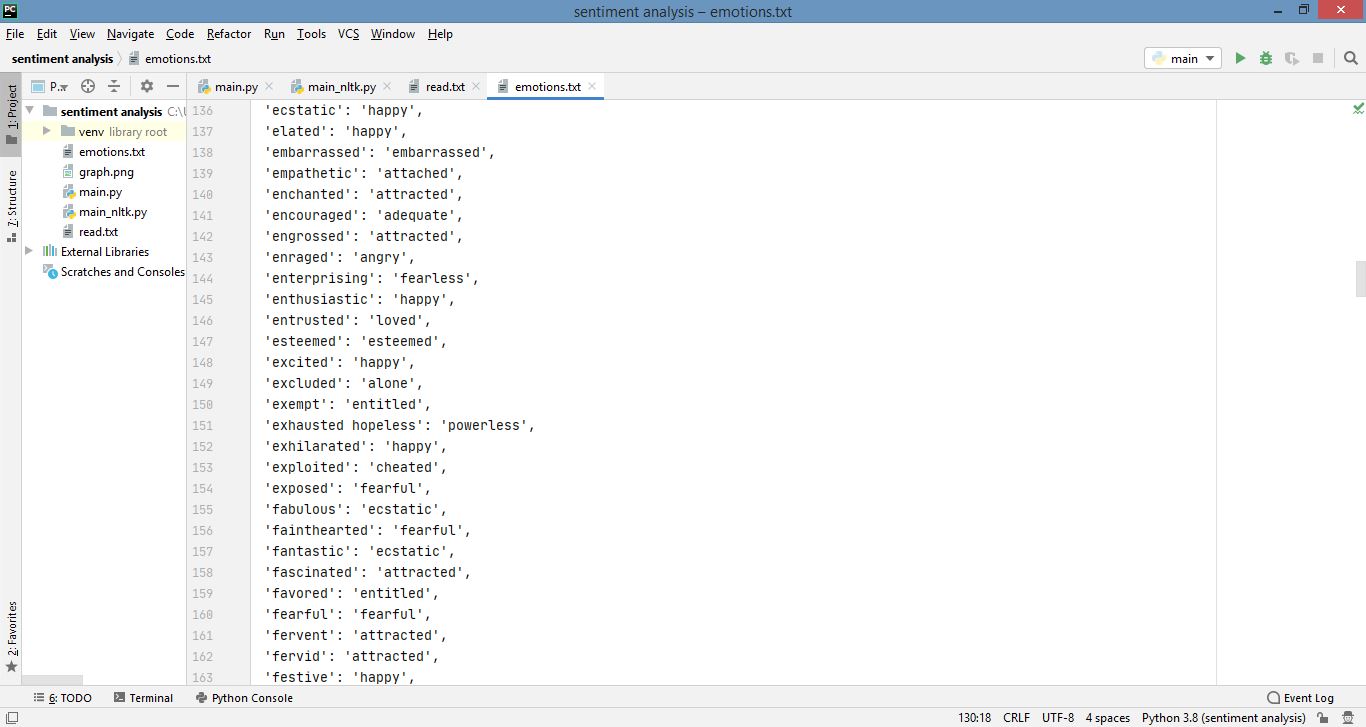 PC
sentiment analysis – emotions.txt
File Edit View Navigate Code Refactor Run Tools VCS Window Help
sentiment analysis emotions.txt
main
P.
main.py main_nltk.py read.txt emotions.txt
1: Project
7: Structure
2: Favorites
sentiment analysis C:\
venv library root
emotions.txt
graph.png
main.py
main_nltk.py
read.txt
External Libraries
Scratches and Consoles
136 'ecstatic': 'happy',
137 'elated': 'happy',
138 'embarrassed': 'embarrassed',
139 'empathetic': 'attached',
140 'enchanted': 'attracted',
141 'encouraged': 'adequate',
142 'engrossed': 'attracted',
143 'enraged': 'angry',
144 'enterprising': 'fearless',
145 'enthusiastic': 'happy',
146 'entrusted': 'loved',
147 'esteemed': 'esteemed',
148 'excited': 'happy',
149 'excluded': 'alone',
150 'exempt': 'entitled',
151 'exhausted hopeless': 'powerless',
152 'exhilarated': 'happy',
153 'exploited': 'cheated',
154 'exposed': 'fearful',
155 'fabulous': 'ecstatic',
156 'fainthearted': 'fearful',
157 'fantastic': 'ecstatic',
158 'fascinated': 'attracted',
159 'favored': 'entitled',
160 'fearful': 'fearful',
161 'fervent': 'attracted',
162 'fervid': 'attracted',
163 'festive': 'happy',
6: TODO Terminal Python Console Event Log
130:18 CRLF UTF-8 4 spaces Python 3.8 (sentiment analysis)